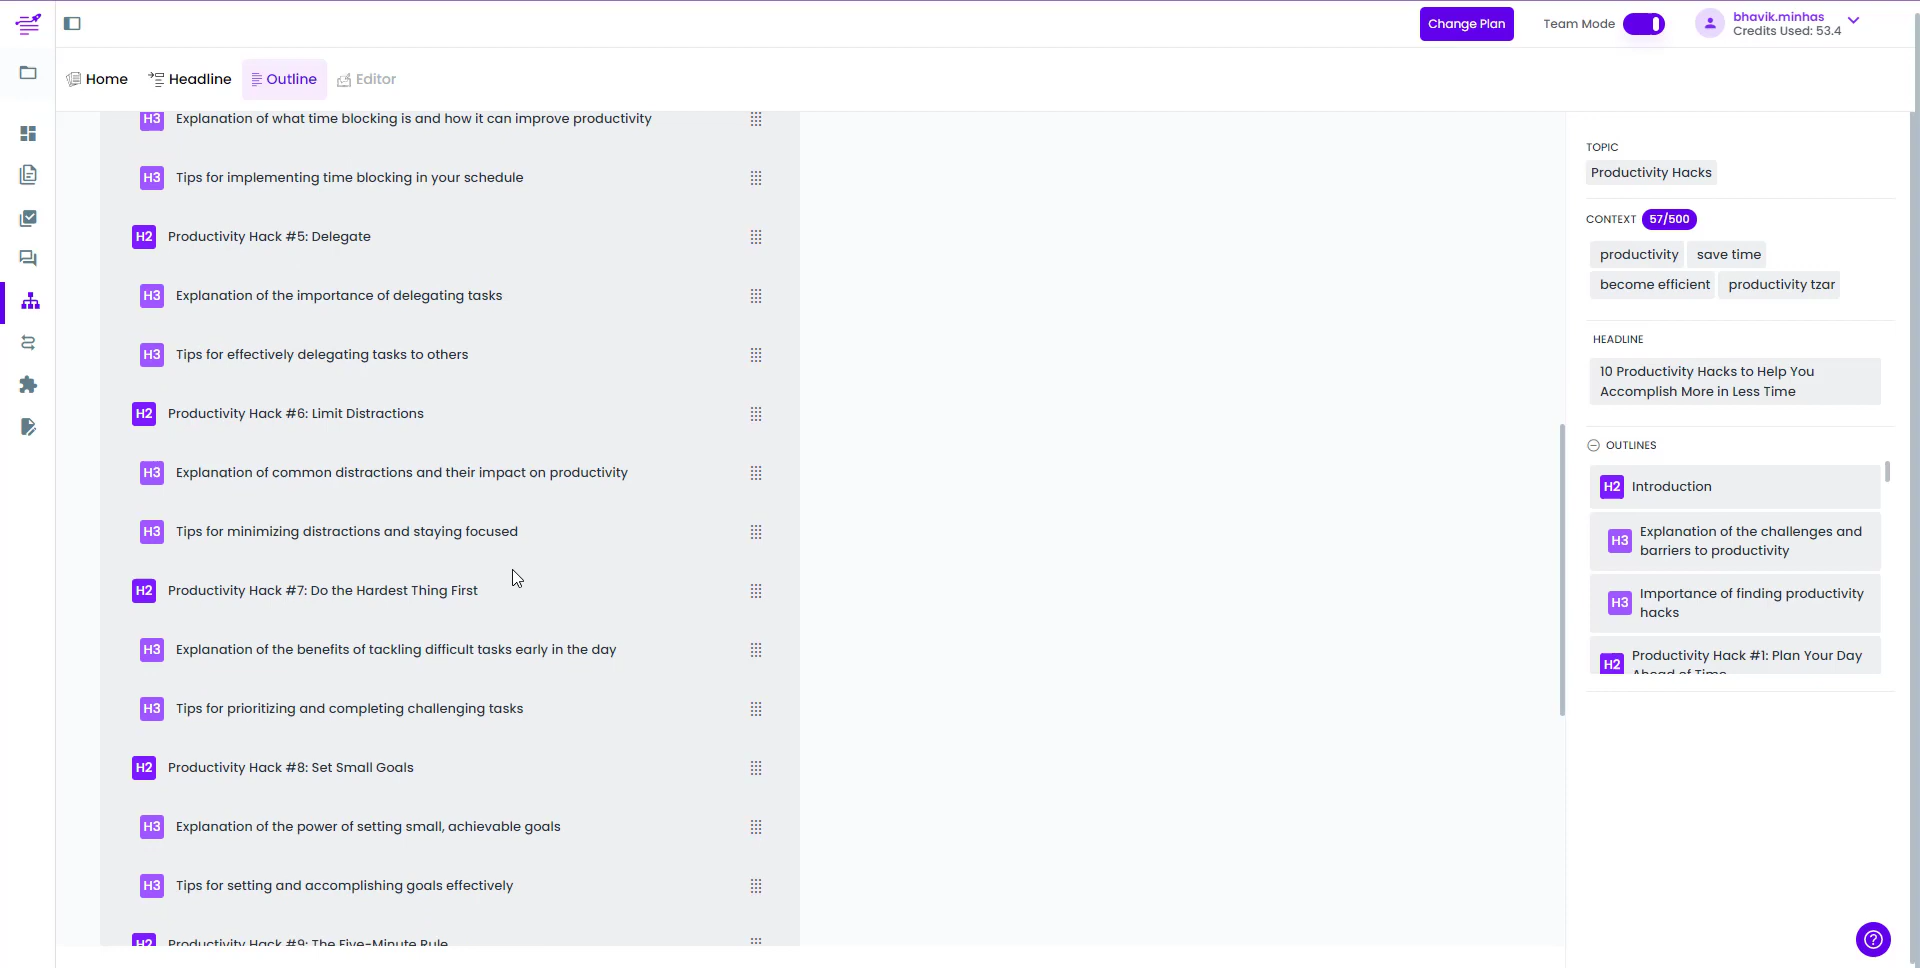 Change Plan
Team Mode
bhavik.minhas
Credits Used: 53.4
Home
Headline
Outline
Editor
H3 Explanation of what time blocking is and how it can improve productivity
H3 Tips for implementing time blocking in your schedule
H2 Productivity Hack #5: Delegate
H3 Explanation of the importance of delegating tasks
H3 Tips for effectively delegating tasks to others
H2 Productivity Hack #6: Limit Distractions
H3 Explanation of common distractions and their impact on productivity
H3 Tips for minimizing distractions and staying focused
H2 Productivity Hack #7: Do the Hardest Thing First
H3 Explanation of the benefits of tackling difficult tasks early in the day
H3 Tips for prioritizing and completing challenging tasks
H2 Productivity Hack #8: Set Small Goals
H3 Explanation of the power of setting small, achievable goals
H3 Tips for setting and accomplishing goals effectively
H2 Productivity Hack #9: The Five-Minute Rule
TOPIC
Productivity Hacks
CONTEXT 57/500
productivity save time
become efficient productivity tzar
HEADLINE
10 Productivity Hacks to Help You
Accomplish More in Less Time
OUTLINES
H2 Introduction
H3 Explanation of the challenges and
barriers to productivity
H3 Importance of finding productivity
hacks
H2 Productivity Hack #1: Plan Your Day
Ahead of Time